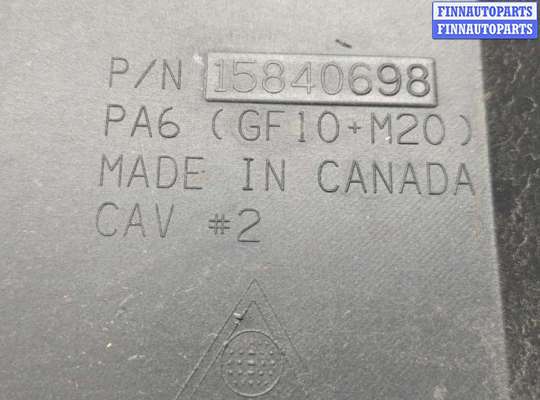 FINNAUTOPARTS
FINNAUTOPARTS
P/N 15840698
PA6 (GF10+M20)
MADE IN CANADA
CAV #2